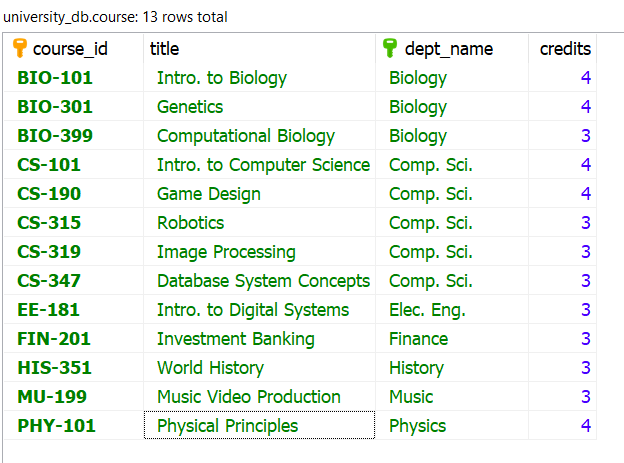 university_db.course: 13 rows total
course_id title dept_name credits
BIO-101 Intro. to Biology Biology 4
BIO-301 Genetics Biology 4
BIO-399 Computational Biology Biology 3
CS-101 Intro. to Computer Science Comp. Sci. 4
CS-190 Game Design Comp. Sci. 4
CS-315 Robotics Comp. Sci. 3
CS-319 Image Processing Comp. Sci. 3
CS-347 Database System Concepts Comp. Sci. 3
EE-181 Intro. to Digital Systems Elec. Eng. 3
FIN-201 Investment Banking Finance 3
HIS-351 World History History 3
MU-199 Music Video Production Music 3
PHY-101 Physical Principles Physics 4